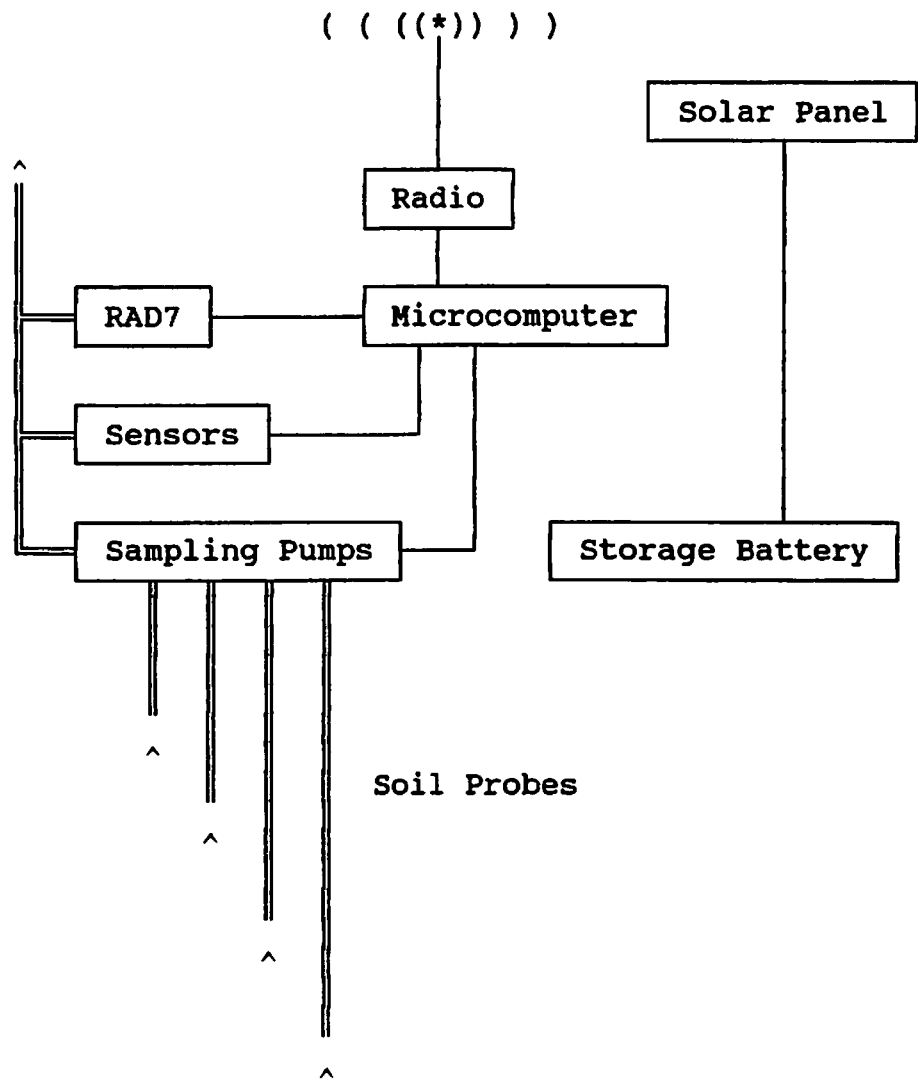 ( ( ((*)) ) )
Solar Panel
^
Radio
RAD7
Microcomputer
Sensors
Sampling Pumps
Storage Battery
^
Soil Probes
^
^
^